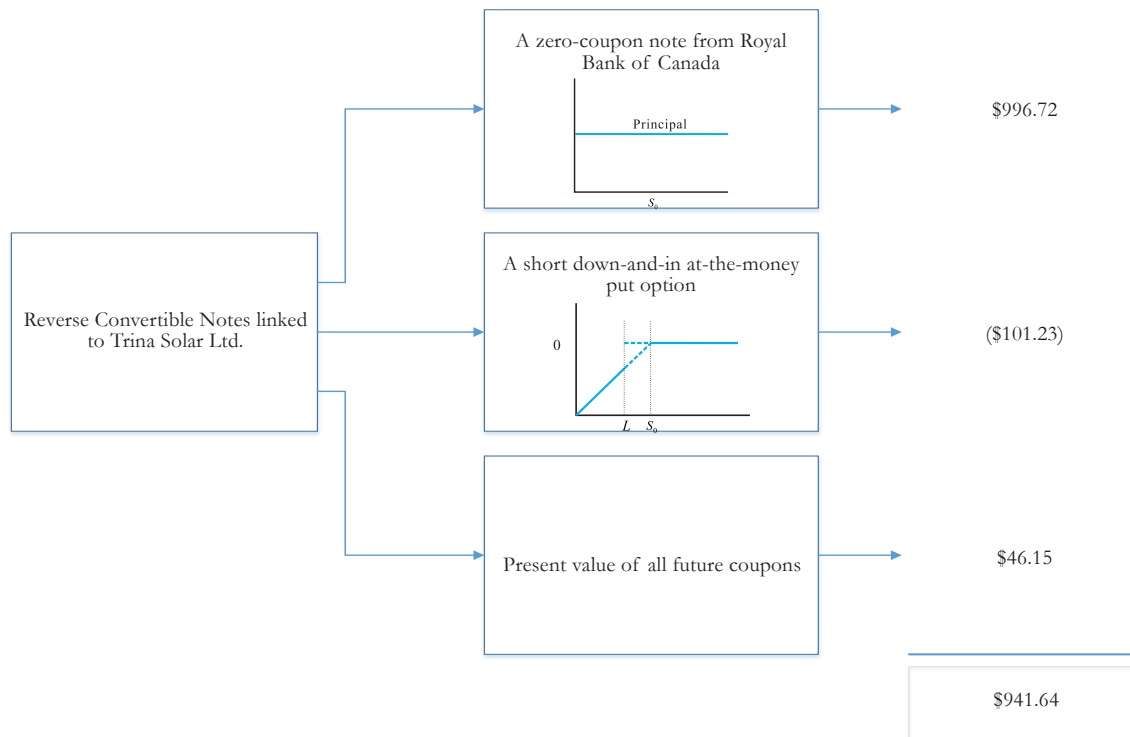 A zero-coupon note from Royal
Bank of Canada
Principal
S₀
$996.72
Reverse Convertible Notes linked
to Trina Solar Ltd.
A short down-and-in at-the-money
put option
0
L S₀
($101.23)
Present value of all future coupons
$46.15
$941.64